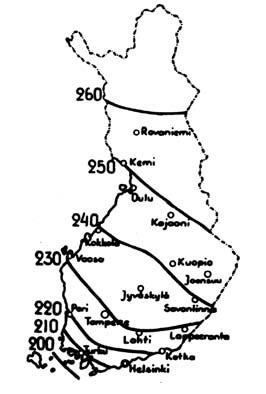 260
Rovaniemi
250
Kemi
Oulu
Kajaani
240
Kokkola
230
Vaasa
Kuopio
Joensuu
Jyväskylä
Savonlinna
220
Pori
Tampere
210
Lahti
Lappeenranta
200
Turku
Kotka
Helsinki